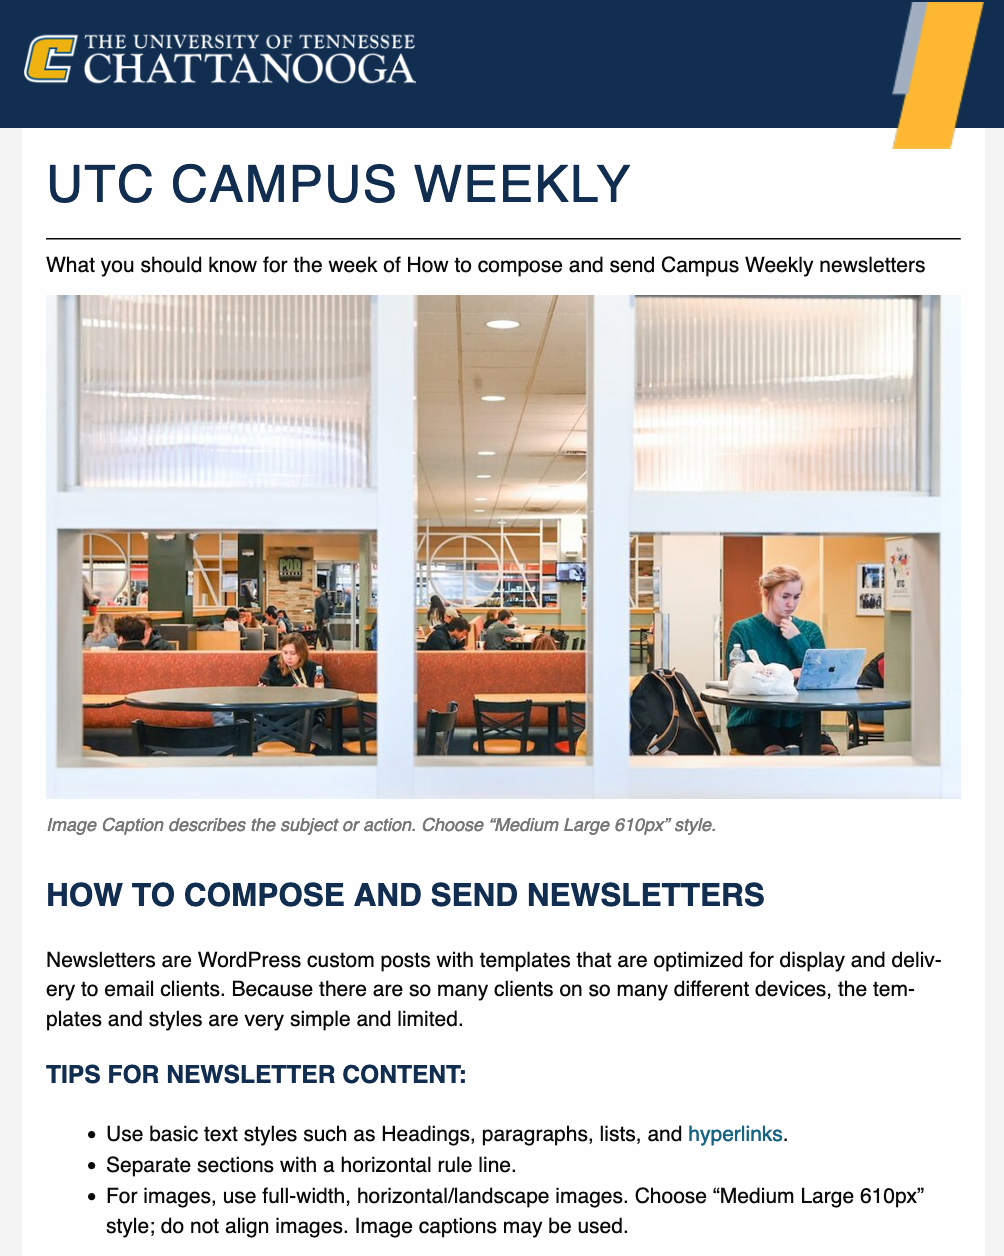 THE UNIVERSITY OF TENNESSEE
CHATTANOOGA
UTC CAMPUS WEEKLY
What you should know for the week of How to compose and send Campus Weekly newsletters
POD
UTC
Image Caption describes the subject or action. Choose “Medium Large 610px” style.
HOW TO COMPOSE AND SEND NEWSLETTERS
Newsletters are WordPress custom posts with templates that are optimized for display and deliv-
ery to email clients. Because there are so many clients on so many different devices, the tem-
plates and styles are very simple and limited.
TIPS FOR NEWSLETTER CONTENT:
• Use basic text styles such as Headings, paragraphs, lists, and hyperlinks.
• Separate sections with a horizontal rule line.
• For images, use full-width, horizontal/landscape images. Choose “Medium Large 610px”
style; do not align images. Image captions may be used.